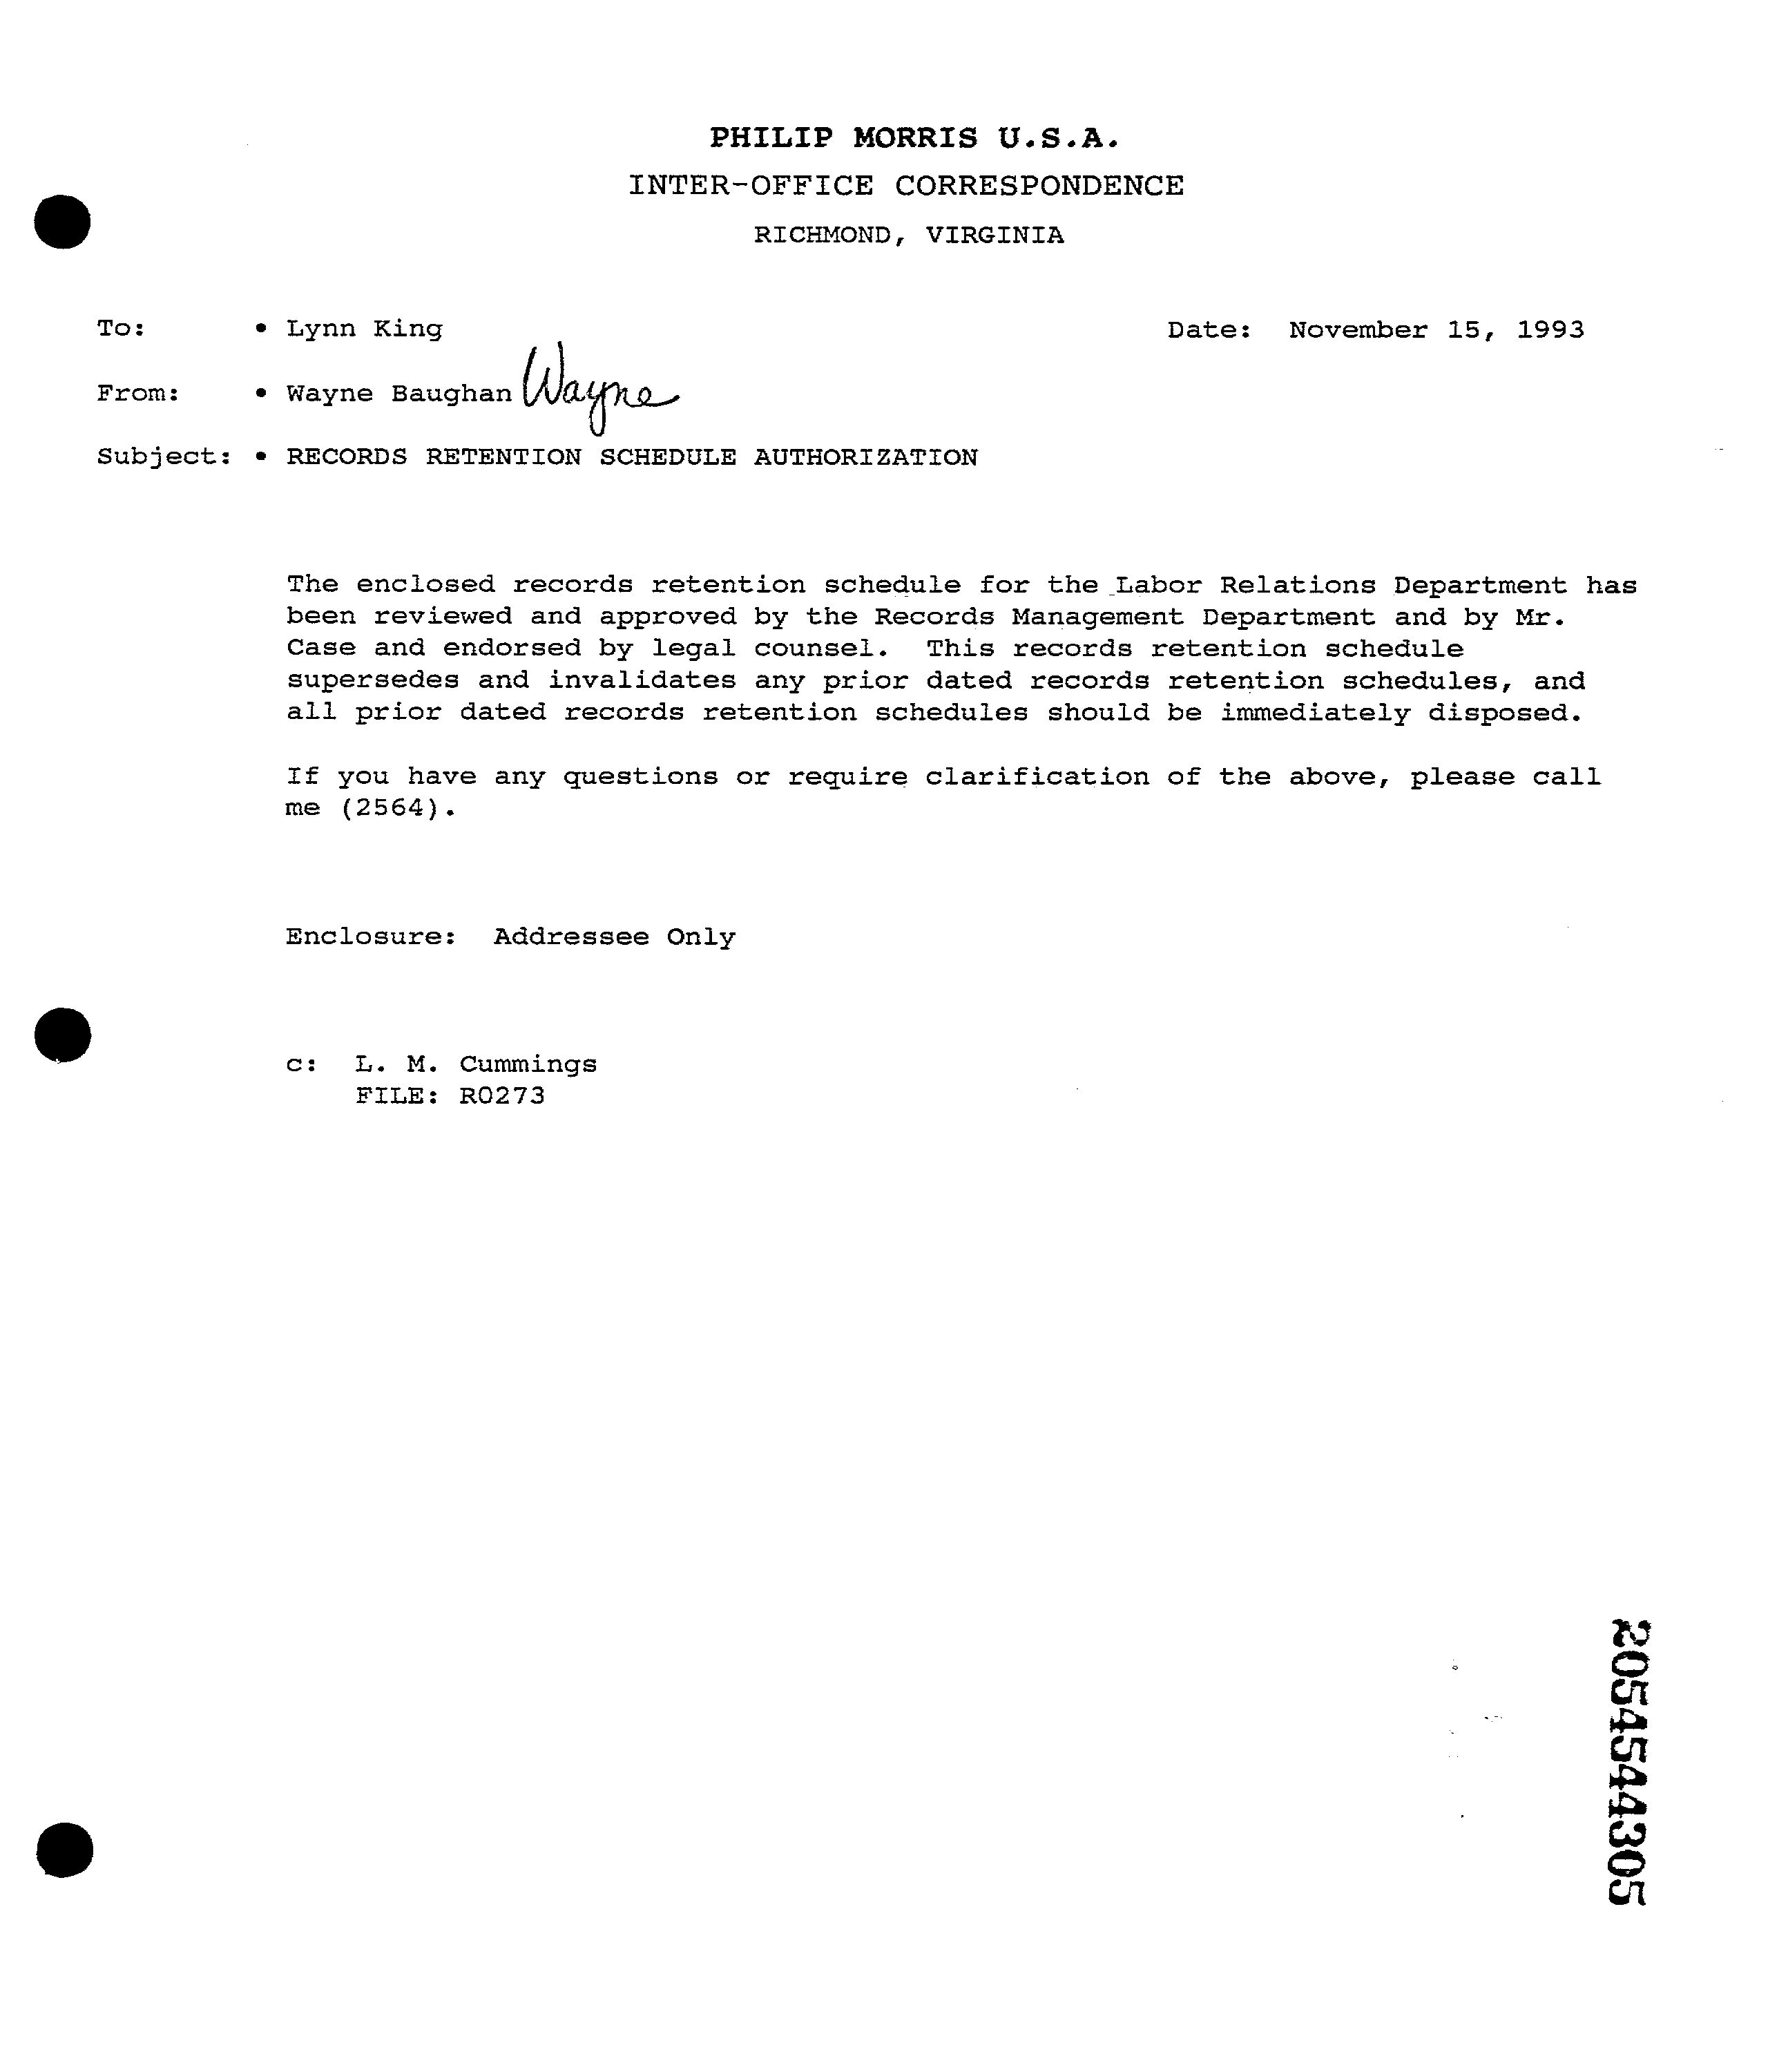 PHILIP MORRIS U.S.A.
INTER-OFFICE CORRESPONDENCE
RICHMOND, VIRGINIA
To: • Lynn King Date: November 15, 1993
From: • Wayne Baughan Wayne
Subject: • RECORDS RETENTION SCHEDULE AUTHORIZATION
The enclosed records retention schedule for the Labor Relations Department has
been reviewed and approved by the Records Management Department and by Mr.
Case and endorsed by legal counsel. This records retention schedule
supersedes and invalidates any prior dated records retention schedules, and
all prior dated records retention schedules should be immediately disposed.
If you have any questions or require clarification of the above, please call
me (2564).
Enclosure: Addressee Only
c: L. M. Cummings
FILE: R0273
2054544305